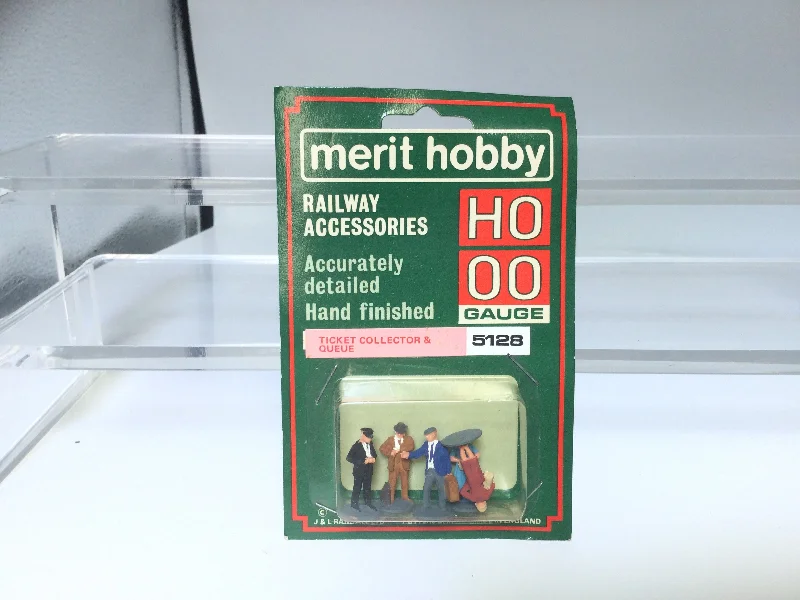 merit hobby
RAILWAY
ACCESSORIES
HO
Accurately
detailed
Hand finished
OO
GAUGE
TICKET COLLECTOR &
QUEUE
5128
©
J & L ENGLAND